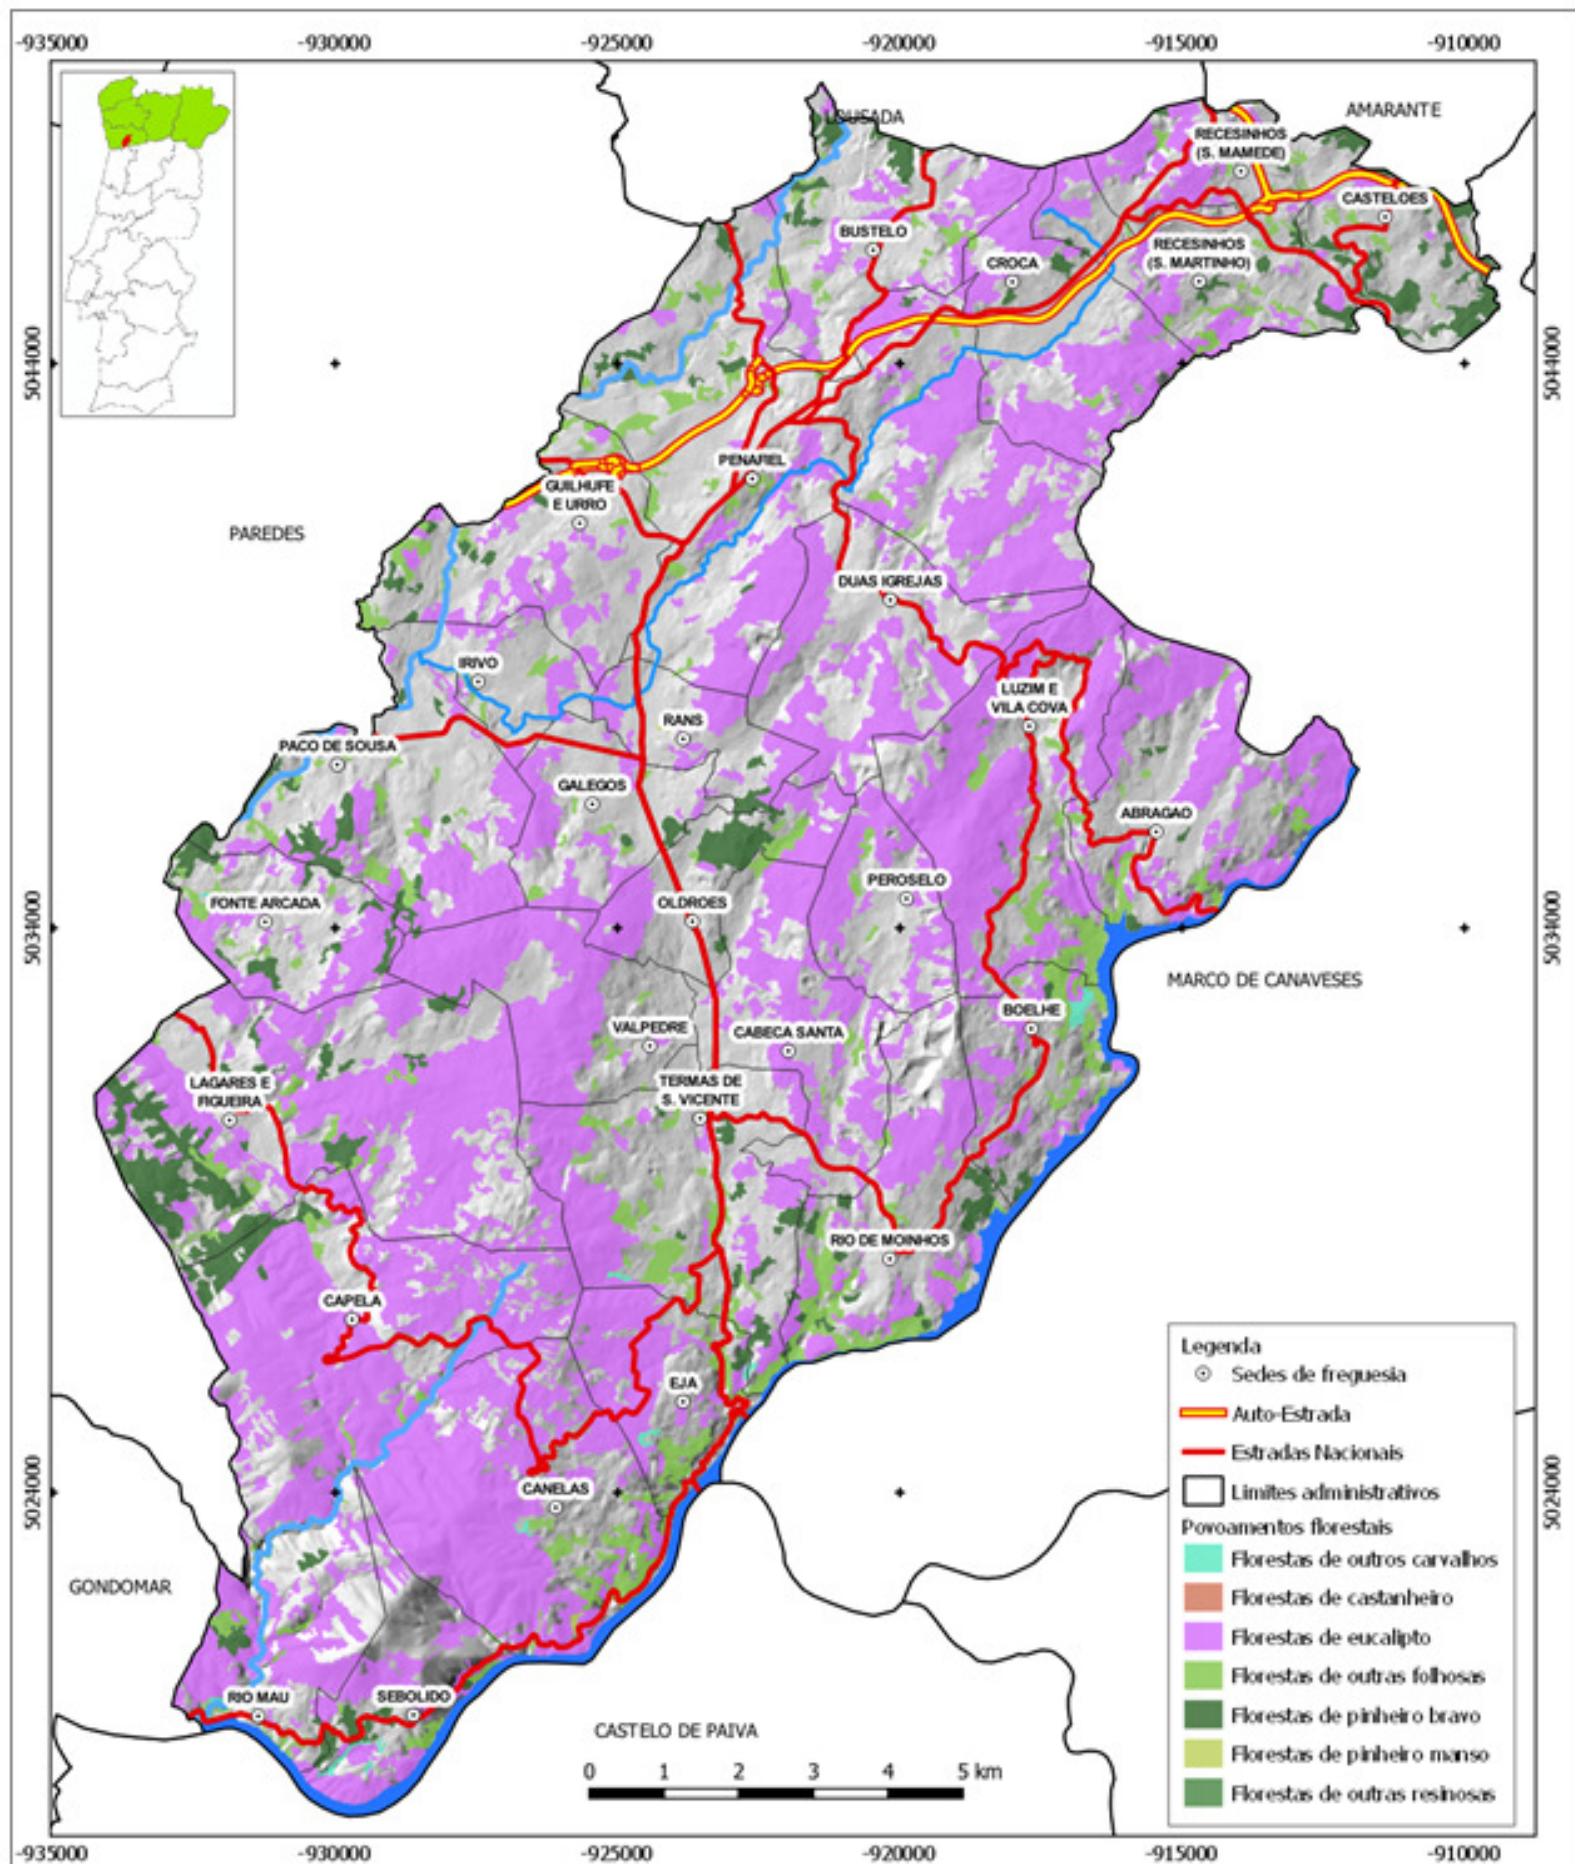 -935000
-930000
-925000
-920000
-915000
-910000
LOUSADA
AMARANTE
RECESINHOS
(S. MAMEDE)
CASTELOES
BUSTELO
RECESINHOS
(S. MARTINHO)
CROCA
5044000
5044000
PENAFIEL
GUILHUFE
E URRO
PAREDES
DUAS IGREJAS
IRIVO
LUZIM E
VILA COVA
RANS
PACO DE SOUSA
GALEGOS
ABRAGAO
PEROSELO
FONTE ARCADA
OLDROES
5034000
5034000
MARCO DE CANAVESES
BOELHE
VALPEDRE
CABECA SANTA
LAGARES E
FIGUEIRA
TERMAS DE
S. VICENTE
RIO DE MOINHOS
CAPELA
EJA
CANELAS
5024000
5024000
GONDOMAR
RIO MAU
SEBOLIDO
CASTELO DE PAIVA
0 1 2 3 4 5 km
Legenda
Sedes de freguesia
Auto-Estrada
Estradas Nacionais
Limites administrativos
Povoamentos florestais
Florestas de outros carvalhos
Florestas de castanheiro
Florestas de eucalipto
Florestas de outras folhosas
Florestas de pinheiro bravo
Florestas de pinheiro manso
Florestas de outras resinosas
-935000
-930000
-925000
-920000
-915000
-910000